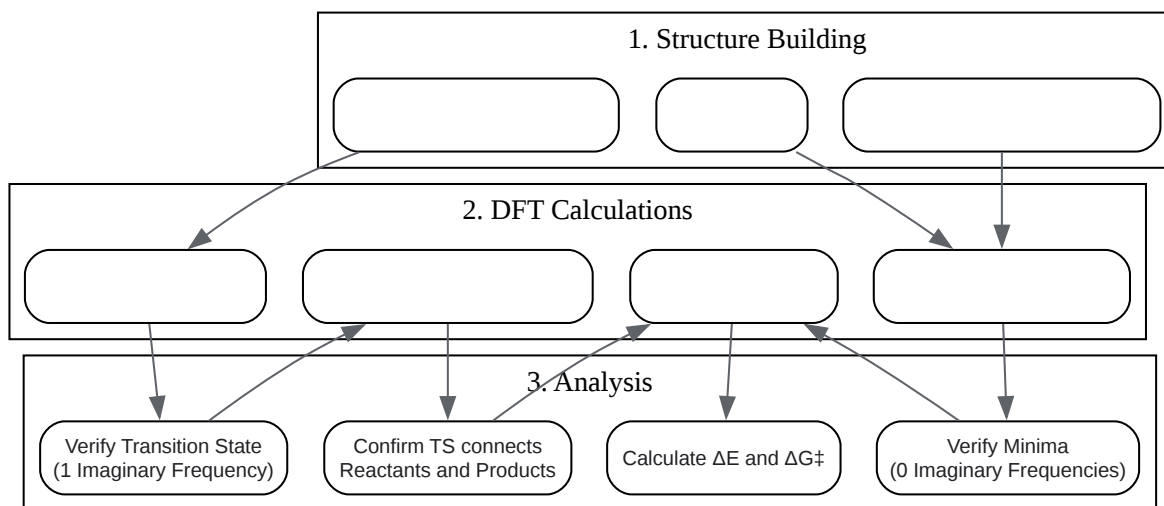 1. Structure Building
2. DFT Calculations
3. Analysis
Verify Transition State
(1 Imaginary Frequency)
Confirm TS connects
Reactants and Products
Calculate ΔE and ΔG‡
Verify Minima
(0 Imaginary Frequencies)